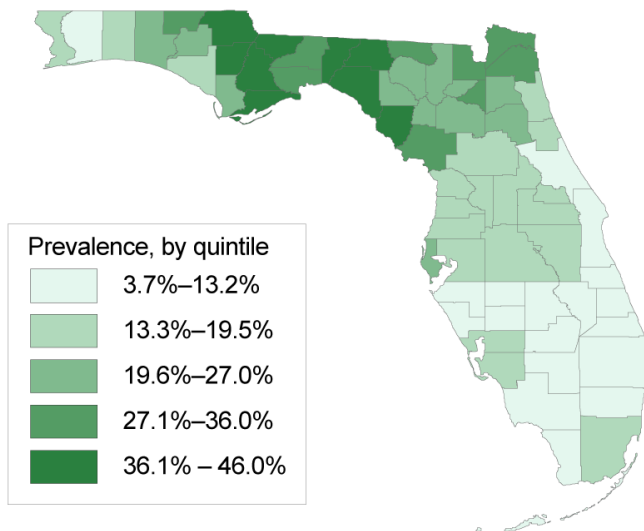 Prevalence, by quintile
3.7%–13.2%
13.3%–19.5%
19.6%–27.0%
27.1%–36.0%
36.1% – 46.0%